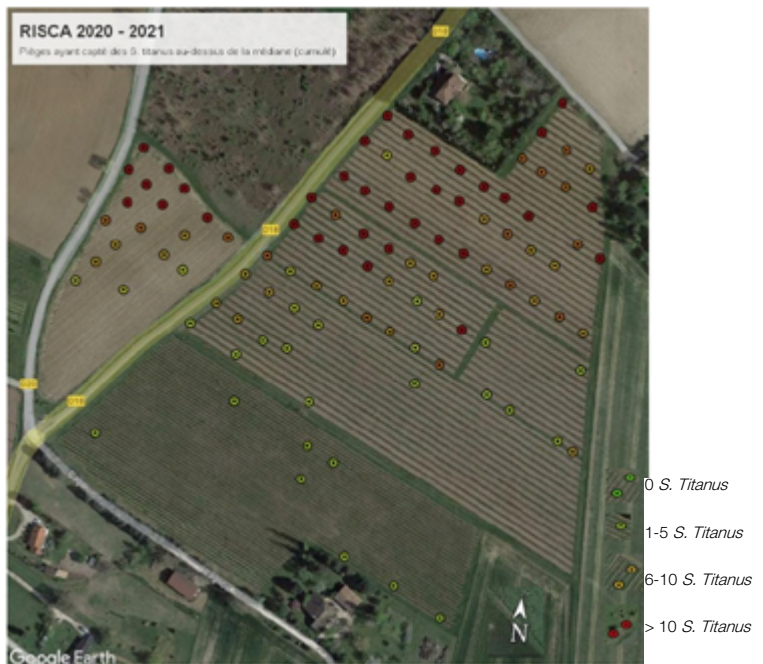 RISCA 2020 - 2021
Pièges ayant capté des S. titanus au-dessus de la médiane (cumulé)
D18
D18
D18
0 S. Titanus
1-5 S. Titanus
6-10 S. Titanus
> 10 S. Titanus
N
Google Earth